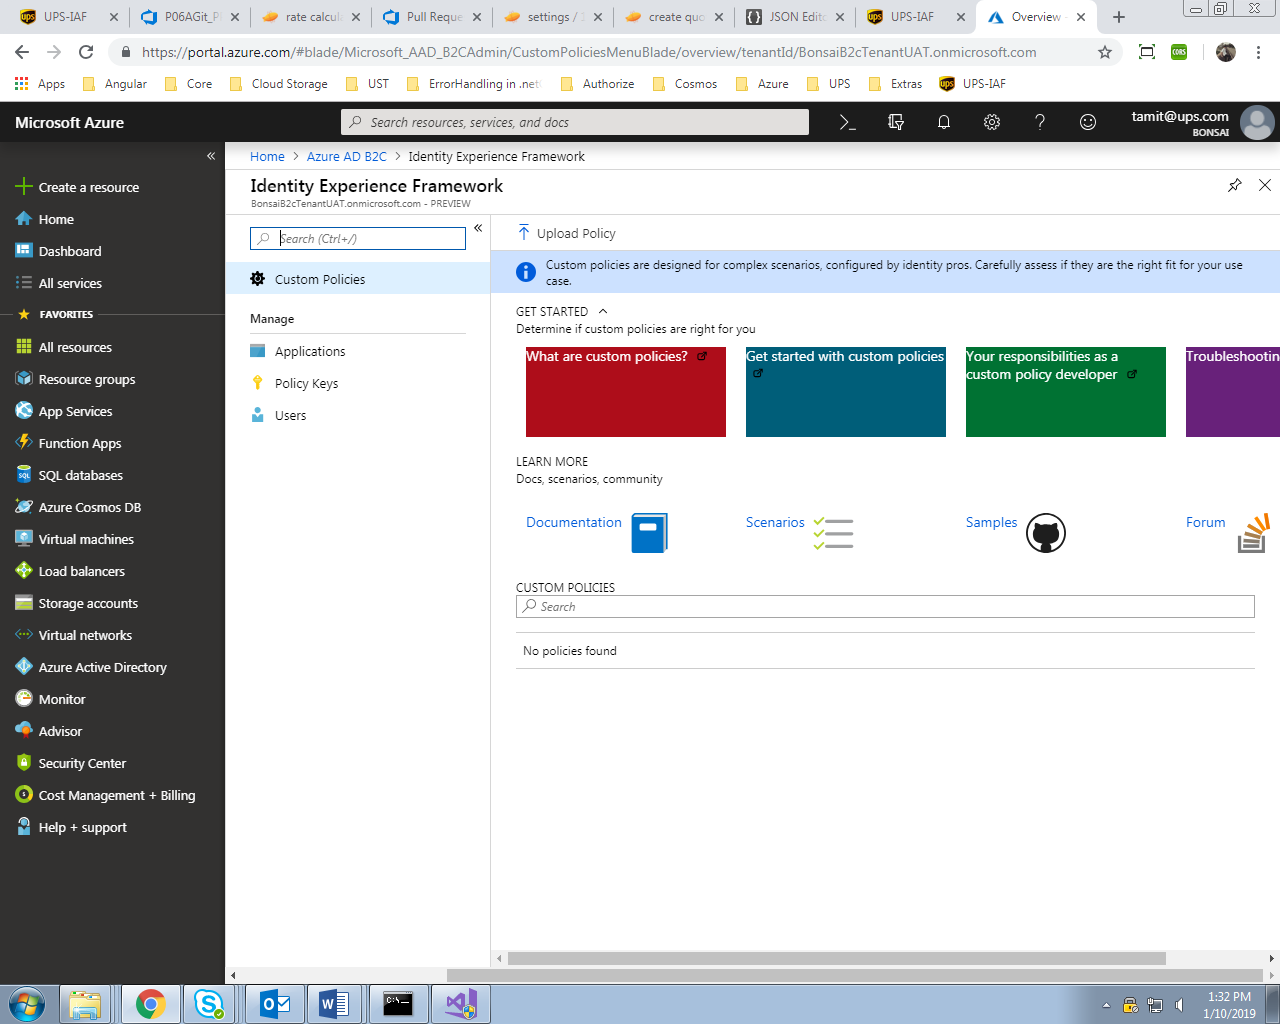 UPS-IAF
P06AGit_P
rate calcul
Pull Reque
settings /
create quo
JSON Edit
UPS-IAF
Overview
https://portal.azure.com/#blade/Microsoft_AAD_B2CAdmin/CustomPoliciesMenuBlade/overview/tenantId/BonsaiB2cTenantUAT.onmicrosoft.com
CORS
Apps
Angular
Core
Cloud Storage
UST
ErrorHandling in .net
Authorize
Cosmos
Azure
UPS
Extras
UPS-IAF
Microsoft Azure
Search resources, services, and docs
tamit@ups.com
BONSAI
Create a resource
Home
Dashboard
All services
FAVORITES
All resources
Resource groups
App Services
Function Apps
SQL databases
Azure Cosmos DB
Virtual machines
Load balancers
Storage accounts
Virtual networks
Azure Active Directory
Monitor
Advisor
Security Center
Cost Management + Billing
Help + support
Home > Azure AD B2C > Identity Experience Framework
Identity Experience Framework
BonsaiB2cTenantUAT.onmicrosoft.com - PREVIEW
Search (Ctrl+/)
Custom Policies
Manage
Applications
Policy Keys
Users
Upload Policy
Custom policies are designed for complex scenarios, configured by identity pros. Carefully assess if they are the right fit for your use
case.
GET STARTED
Determine if custom policies are right for you
What are custom policies?
Get started with custom policies
Your responsibilities as a
custom policy developer
Troubleshootin
LEARN MORE
Docs, scenarios, community
Documentation
Scenarios
Samples
Forum
CUSTOM POLICIES
Search
No policies found
1:32 PM
1/10/2019